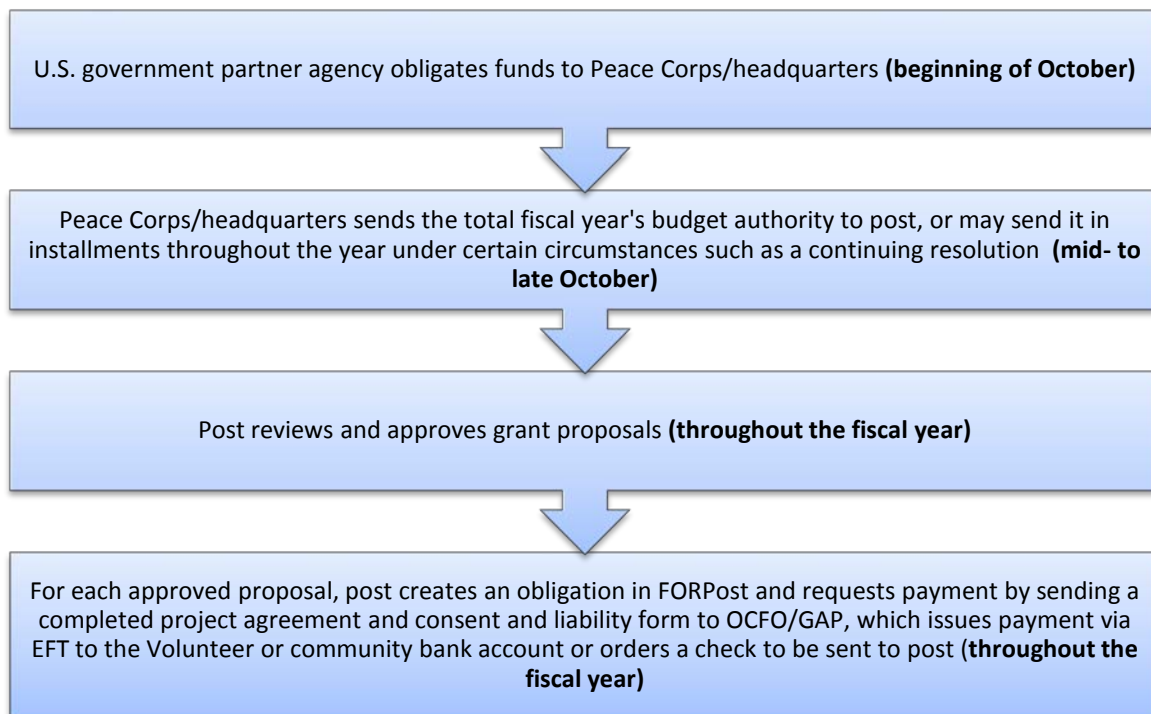 U.S. government partner agency obligates funds to Peace Corps/headquarters (beginning of October)
Peace Corps/headquarters sends the total fiscal year's budget authority to post, or may send it in
installments throughout the year under certain circumstances such as a continuing resolution (mid- to
late October)
Post reviews and approves grant proposals (throughout the fiscal year)
For each approved proposal, post creates an obligation in FORPost and requests payment by sending a
completed project agreement and consent and liability form to OCFO/GAP, which issues payment via
EFT to the Volunteer or community bank account or orders a check to be sent to post (throughout the
fiscal year)